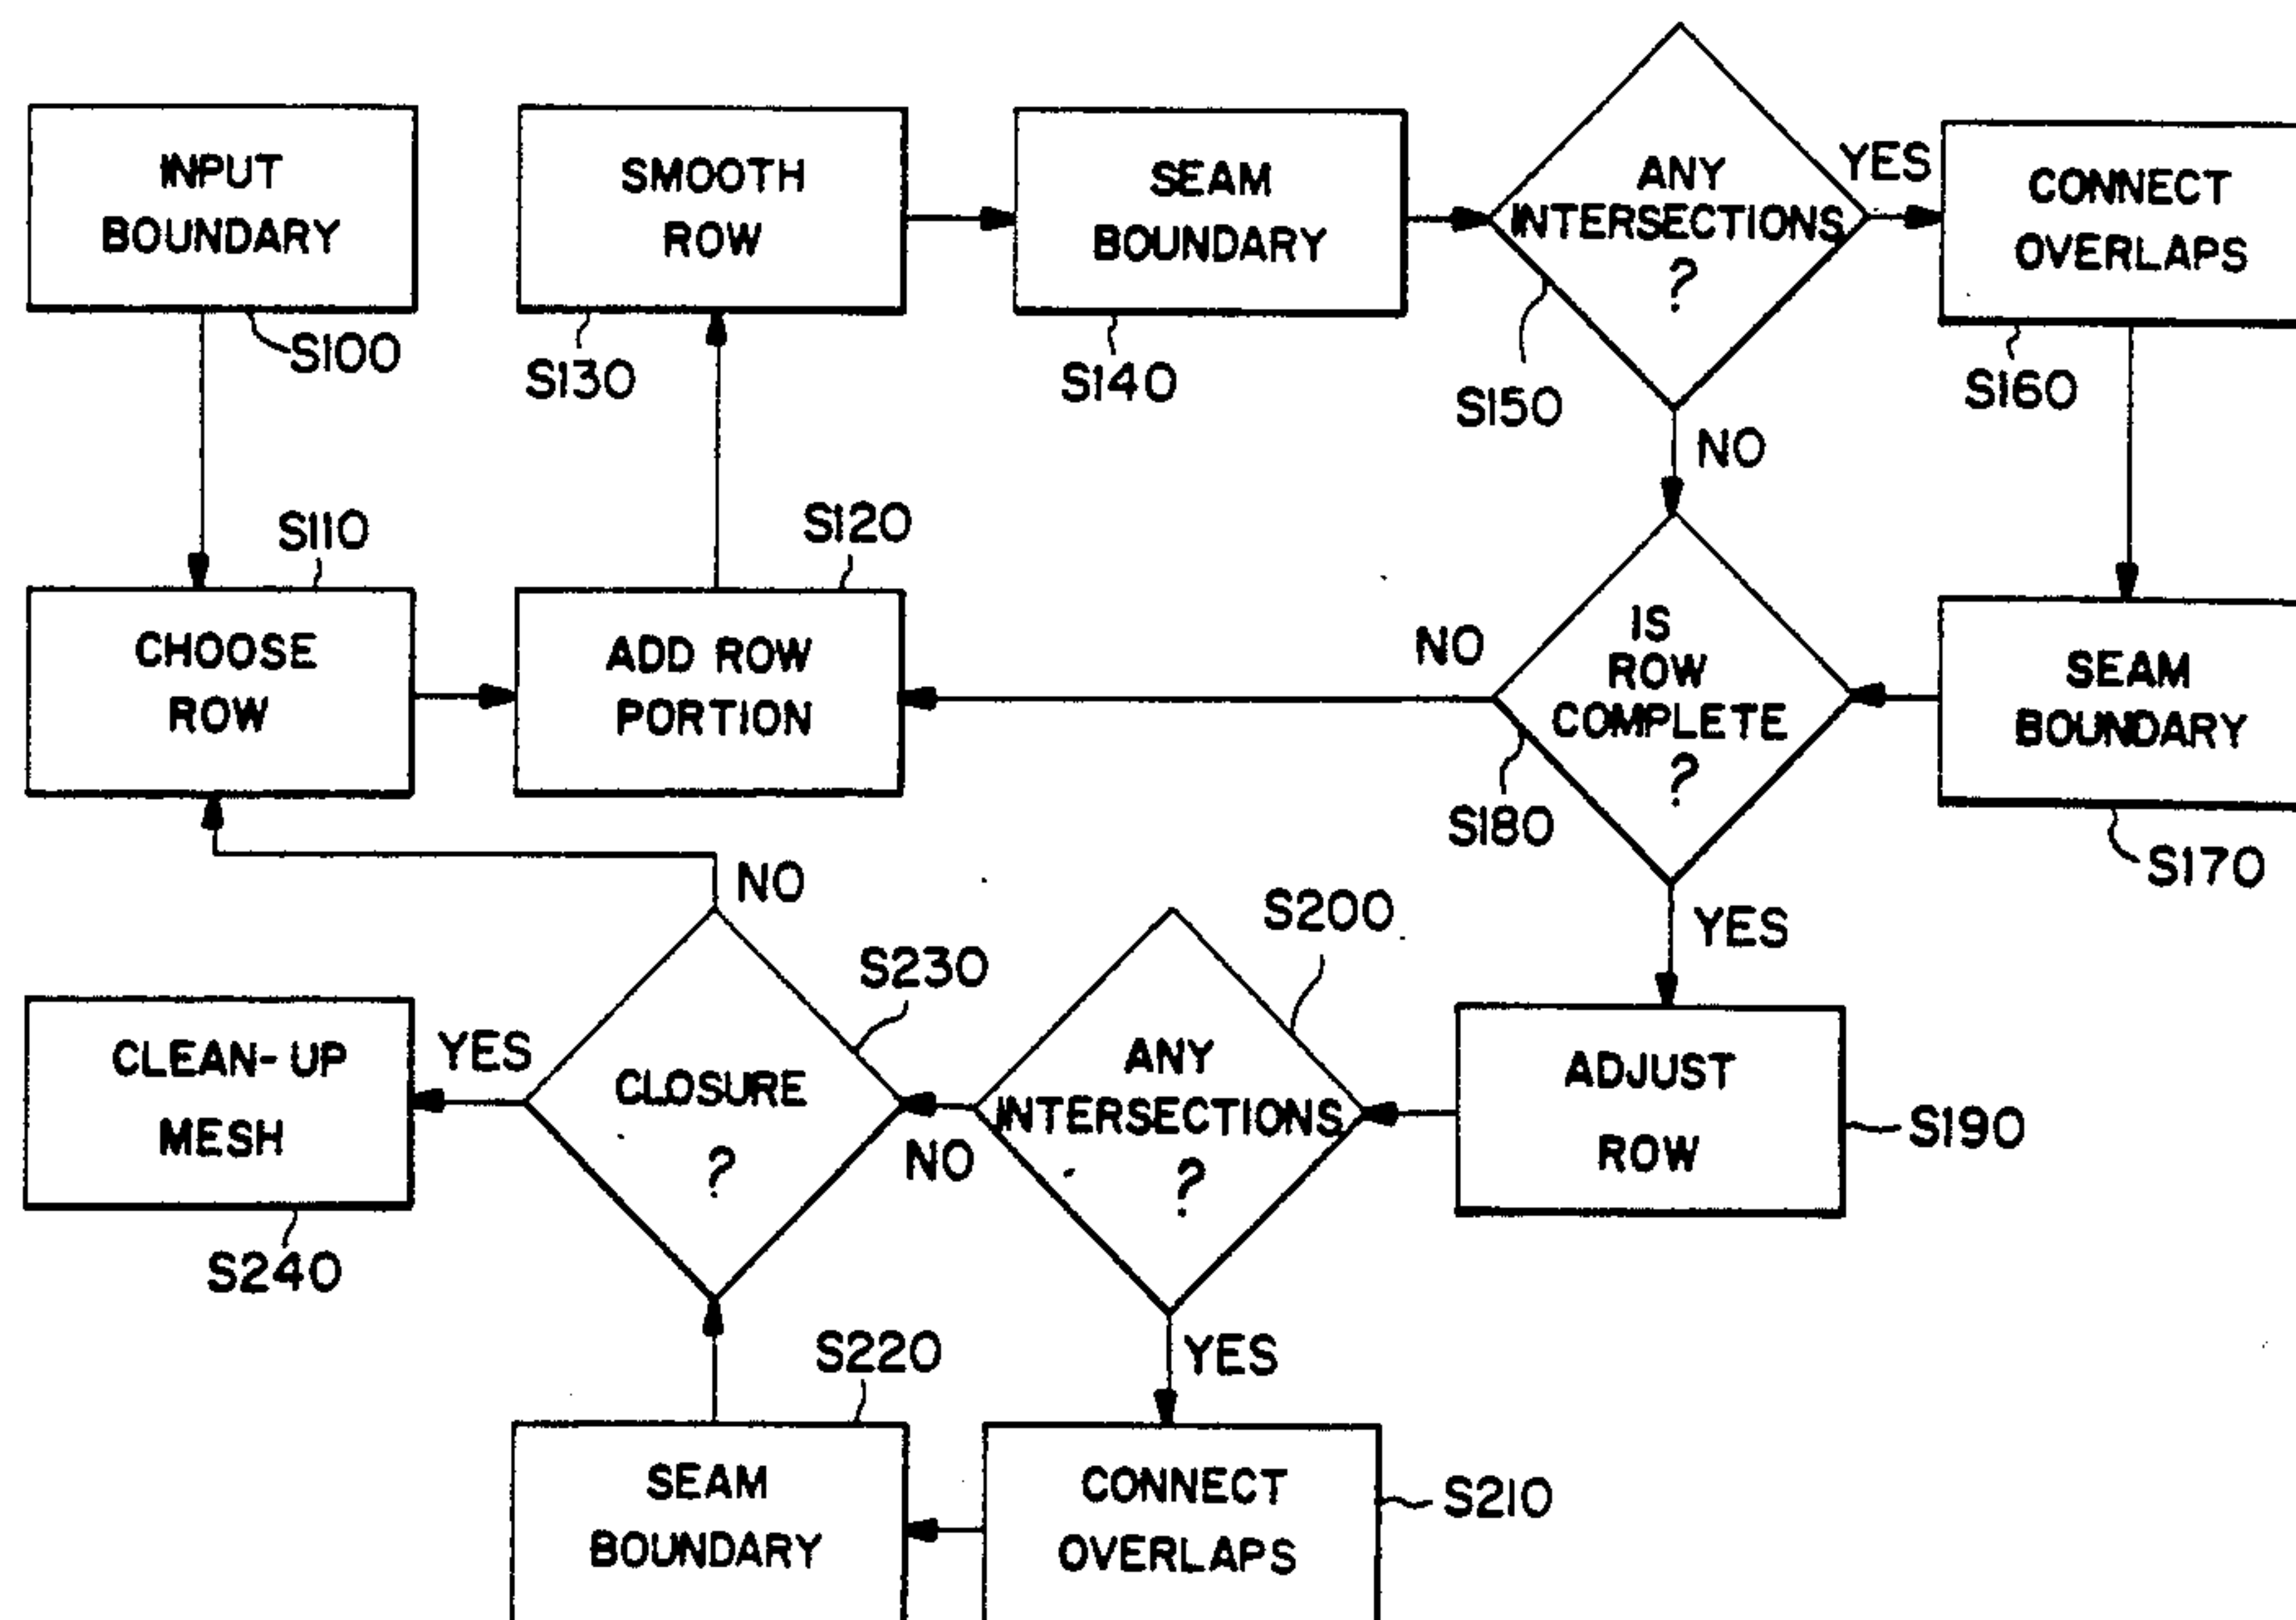 INPUT
BOUNDARY
S100
SMOOTH
ROW
S130
SEAM
BOUNDARY
S140
ANY
INTERSECTIONS
?
S150
YES
NO
CONNECT
OVERLAPS
S160
S110
CHOOSE
ROW
S120
ADD ROW
PORTION
NO
IS
ROW
COMPLETE
?
S180
YES
SEAM
BOUNDARY
S170
CLEAN-UP
MESH
S240
YES
NO
CLOSURE
?
S230
NO
S200
ANY
INTERSECTIONS
?
YES
ADJUST
ROW
S190
S220
SEAM
BOUNDARY
CONNECT
OVERLAPS
S210